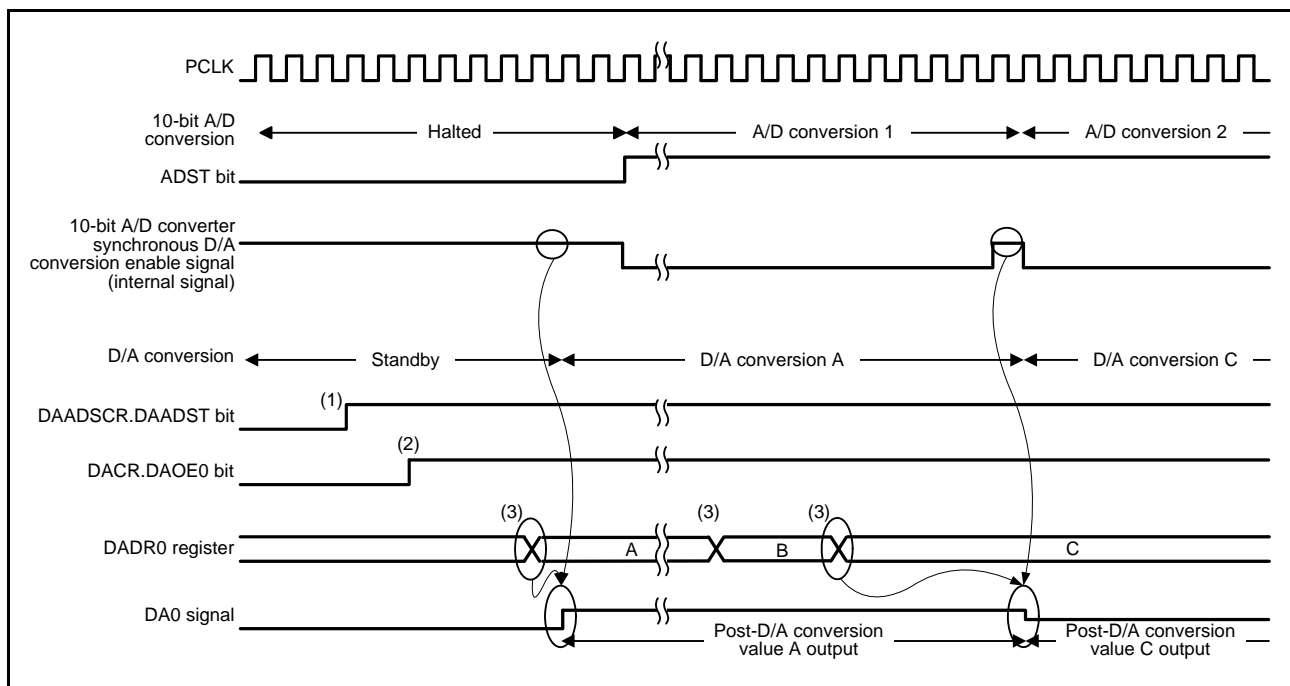 PCLK
10-bit A/D
conversion
Halted
A/D conversion 1
A/D conversion 2
ADST bit
10-bit A/D converter
synchronous D/A
conversion enable signal
(internal signal)
D/A conversion
Standby
D/A conversion A
D/A conversion C
(1)
DAADSCR.DAADST bit
(2)
DACR.DAOE0 bit
(3)
(3)
(3)
DADR0 register
A
B
C
DA0 signal
Post-D/A conversion
value A output
Post-D/A conversion
value C output